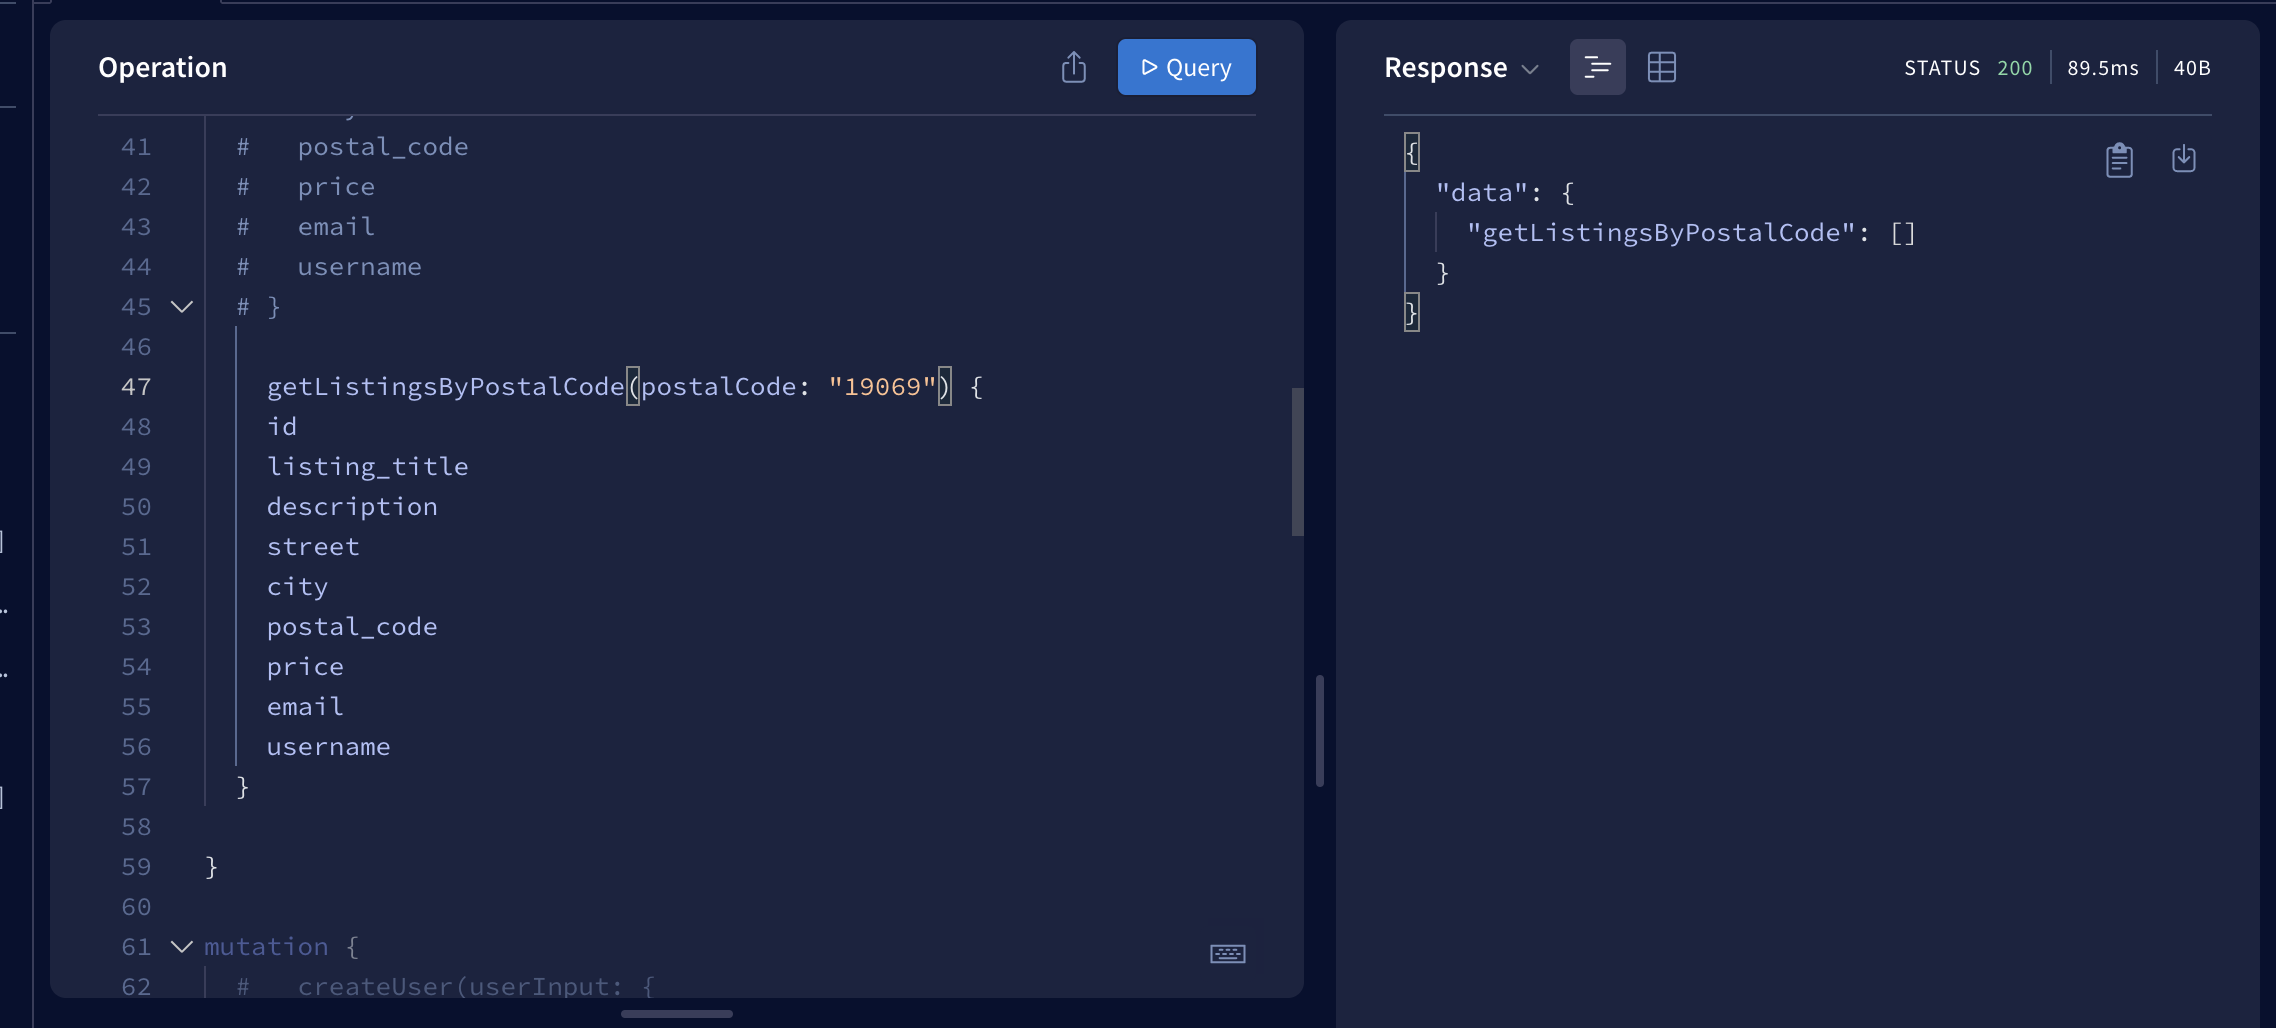 Operation
Query
41 # postal_code
42 # price
43 # email
44 # username
45 # }
46
47 getListingsByPostalCode(postalCode: "19069") {
48 id
49 listing_title
50 description
51 street
52 city
53 postal_code
54 price
55 email
56 username
57 }
58
59 }
60
61 mutation {
62 # createUser(userInput: {
Response
STATUS 200 89.5ms 40B
{
"data": {
"getListingsByPostalCode": []
}
}